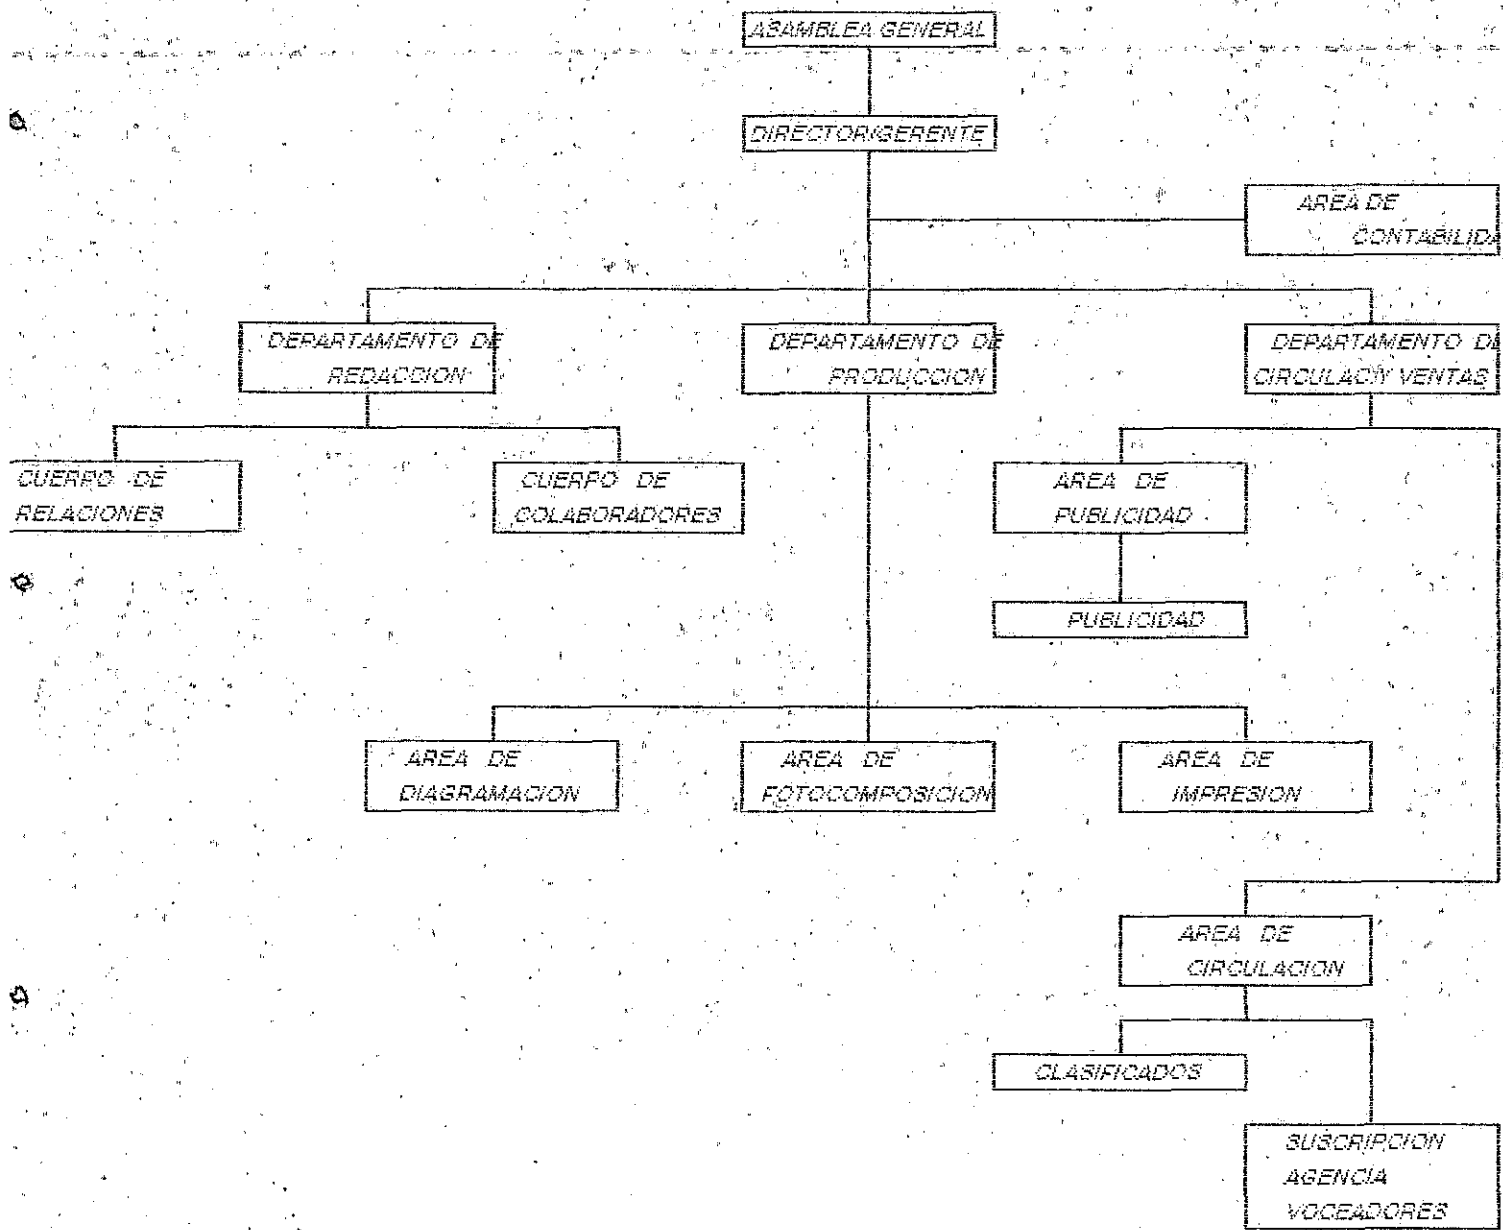 ASAMBLEA GENERAL
DIRECTOR/GERENTE
AREA DE
CONTABILIDA
DEPARTAMENTO DE
REDACCION
DEPARTAMENTO DE
PRODUCCION
DEPARTAMENTO DE
CIRCULAC/Y VENTAS
CUERPO DE
RELACIONES
CUERPO DE
COLABORADORES
AREA DE
PUBLICIDAD
PUBLICIDAD
AREA DE
DIAGRAMACION
AREA DE
FOTOCOMPOSICION
AREA DE
IMPRESION
AREA DE
CIRCULACION
CLASIFICADOS
SUSCRIPCION
AGENCIA
VOCEADORES